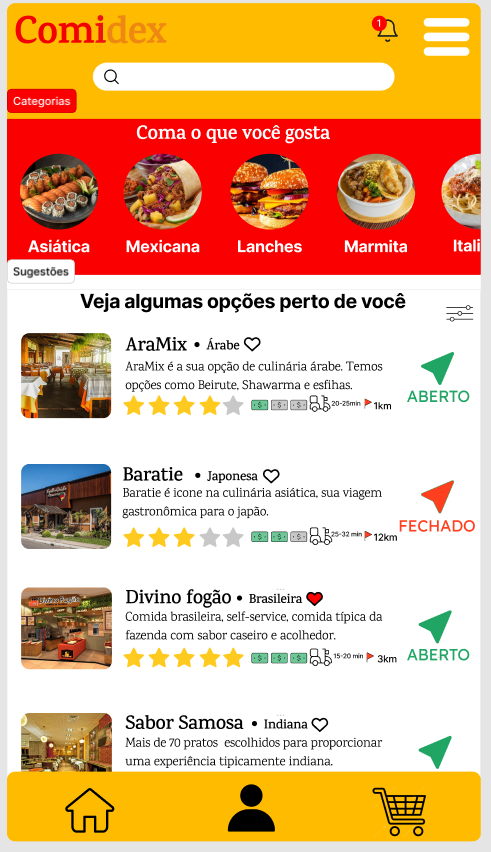 Comidex
1
Categorias
Coma o que você gosta
Asiática Mexicana Lanches Marmita Itali
Sugestões
Veja algumas opções perto de você
AraMix • Árabe
AraMix é a sua opção de culinária árabe. Temos
opções como Beirute, Shawarma e esfihas.
20-25min 1km
ABERTO
Baratie • Japonesa
Baratie é icone na culinária asiática, sua viagem
gastronômica para o japão.
25-32 min 12km
FECHADO
Divino fogão • Brasileira
Comida brasileira, self-service, comida típica da
fazenda com sabor caseiro e acolhedor.
15-20 min 3km
ABERTO
Sabor Samosa • Indiana
Mais de 70 pratos escolhidos para proporcionar
uma experiência tipicamente indiana.